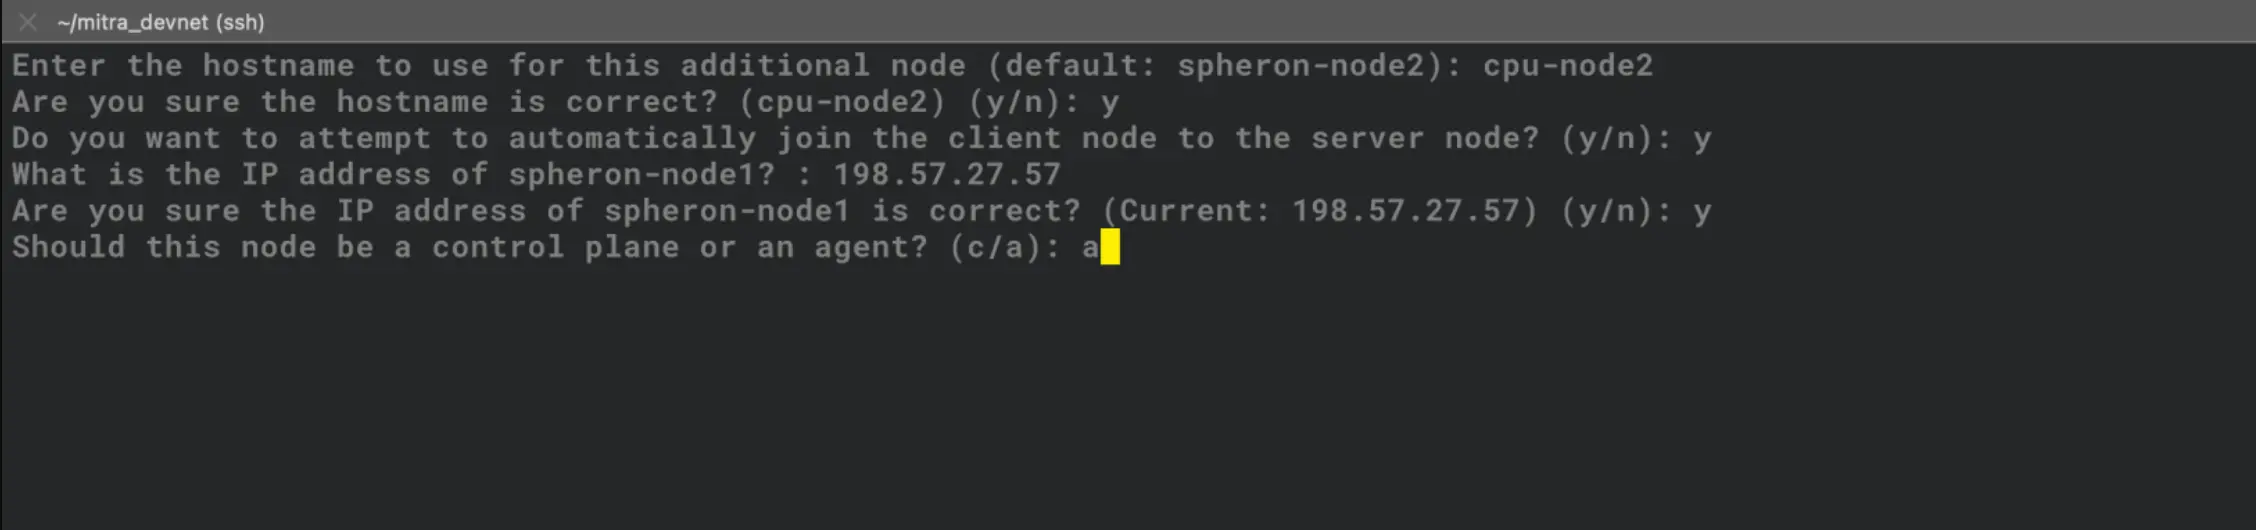 ~/mitra_devnet (ssh)
Enter the hostname to use for this additional node (default: spheron-node2): cpu-node2
Are you sure the hostname is correct? (cpu-node2) (y/n): y
Do you want to attempt to automatically join the client node to the server node? (y/n): y
What is the IP address of spheron-node1? : 198.57.27.57
Are you sure the IP address of spheron-node1 is correct? (Current: 198.57.27.57) (y/n): y
Should this node be a control plane or an agent? (c/a): a